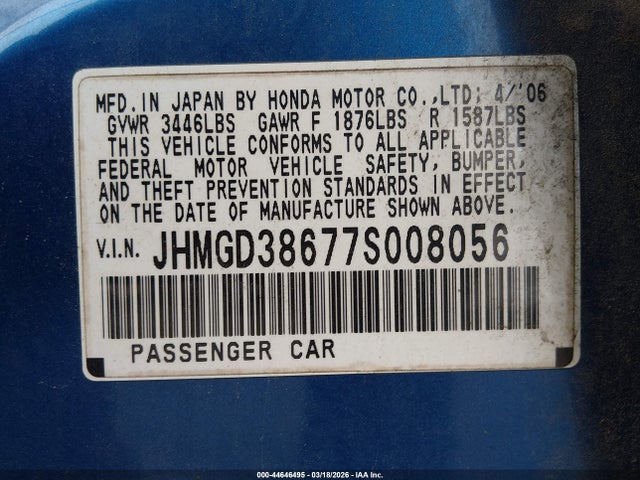 MFD. IN JAPAN BY HONDA MOTOR CO.,LTD; 4/'06
GVWR 3446LBS GAWR F 1876LBS R 1587LBS
THIS VEHICLE CONFORMS TO ALL APPLICABLE
FEDERAL MOTOR VEHICLE SAFETY, BUMPER,
AND THEFT PREVENTION STANDARDS IN EFFECT
ON THE DATE OF MANUFACTURE SHOWN ABOVE.
V.I.N. JHMGD38677S008056
PASSENGER CAR
000-44646495 | 03/18/2026 | IAA Inc.